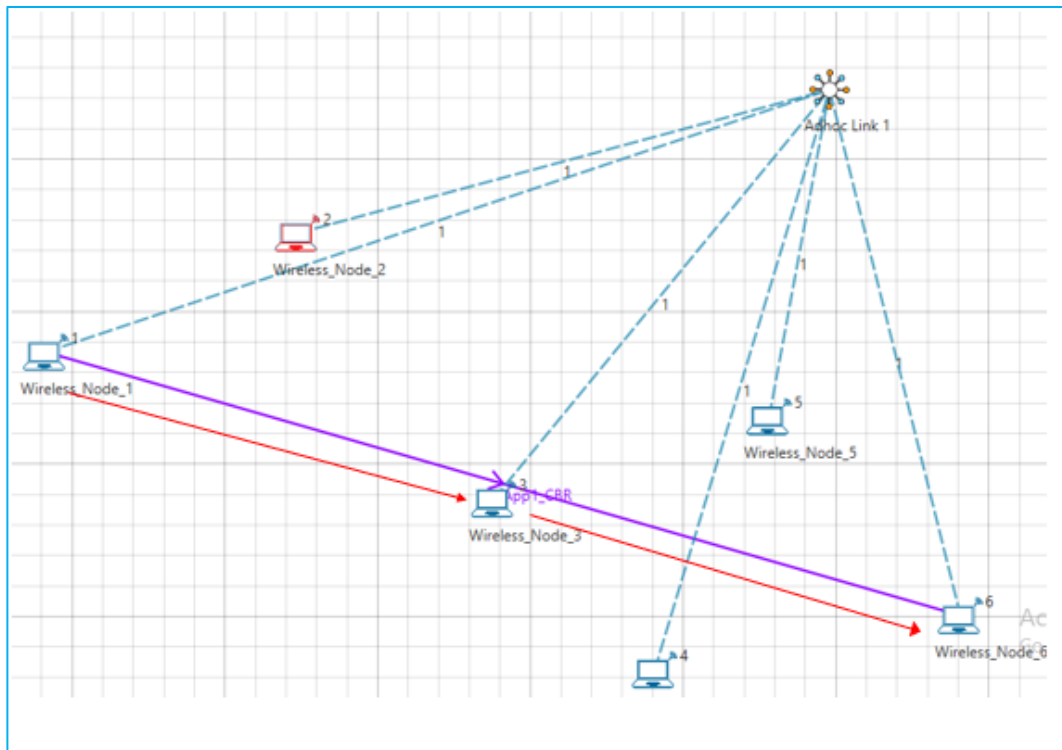 Adhoc Link 1
1
1
2
Wireless_Node_2
1
1
1
Wireless_Node_1
1
1
5
Wireless_Node_5
3
App1_CBR
Wireless_Node_3
6
Wireless_Node_6
4